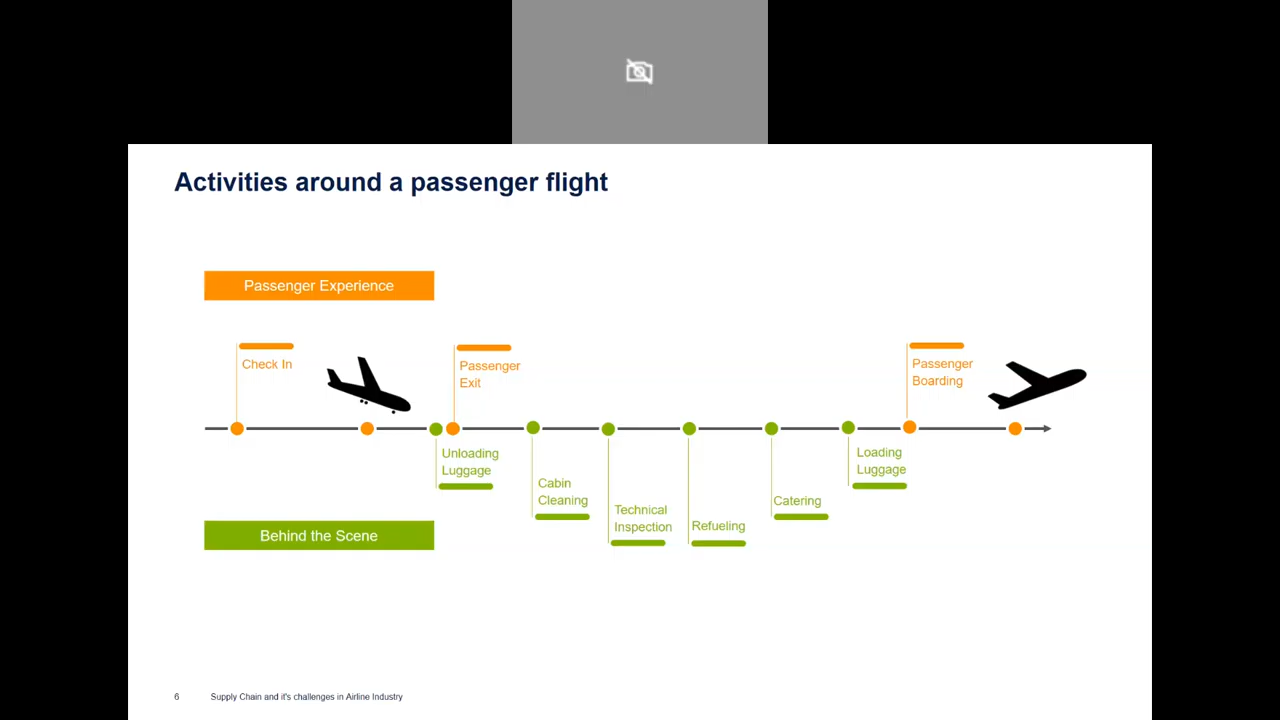 Activities around a passenger flight
Passenger Experience
Check In
Passenger
Exit
Passenger
Boarding
Unloading
Luggage
Cabin
Cleaning
Technical
Inspection
Refueling
Catering
Loading
Luggage
Behind the Scene
6 Supply Chain and it's challenges in Airline Industry